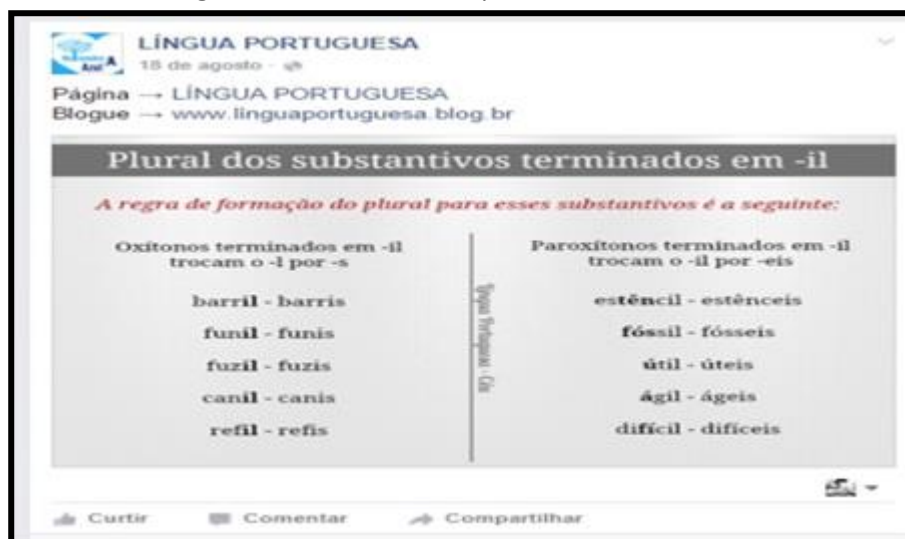 LÍNGUA PORTUGUESA
18 de agosto
Página → LÍNGUA PORTUGUESA
Blogue → www.linguaportuguesa.blog.br
Plural dos substantivos terminados em -il
A regra de formação do plural para esses substantivos é a seguinte:
Oxítonos terminados em -il
trocam o -l por -s
barril - barris
funil - funis
fuzil - fuzis
canil - canis
refil - refis
Língua Portuguesa
Paroxítonos terminados em -il
trocam o -il por -eis
estêncil - estênceis
fóssil - fósseis
útil - úteis
ágil - ágeis
difícil - difíceis
Curtir
Comentar
Compartilhar